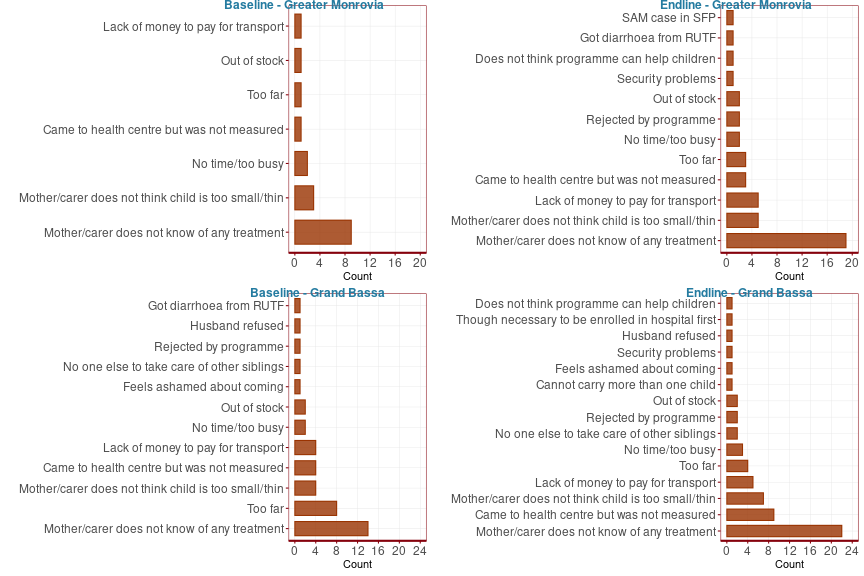 Baseline - Greater Monrovia
Lack of money to pay for transport
Out of stock
Too far
Came to health centre but was not measured
No time/too busy
Mother/carer does not think child is too small/thin
Mother/carer does not know of any treatment
0 4 8 12 16 20
Count
Endline - Greater Monrovia
SAM case in SFP
Got diarrhoea from RUTF
Does not think programme can help children
Security problems
Out of stock
Rejected by programme
No time/too busy
Too far
Came to health centre but was not measured
Lack of money to pay for transport
Mother/carer does not think child is too small/thin
Mother/carer does not know of any treatment
0 4 8 12 16 20
Count
Baseline - Grand Bassa
Got diarrhoea from RUTF
Husband refused
Rejected by programme
No one else to take care of other siblings
Feels ashamed about coming
Out of stock
No time/too busy
Lack of money to pay for transport
Came to health centre but was not measured
Mother/carer does not think child is too small/thin
Too far
Mother/carer does not know of any treatment
0 4 8 12 16 20 24
Count
Endline - Grand Bassa
Does not think programme can help children
Though necessary to be enrolled in hospital first
Husband refused
Security problems
Feels ashamed about coming
Cannot carry more than one child
Out of stock
Rejected by programme
No one else to take care of other siblings
No time/too busy
Too far
Lack of money to pay for transport
Mother/carer does not think child is too small/thin
Came to health centre but was not measured
Mother/carer does not know of any treatment
0 4 8 12 16 20 24
Count